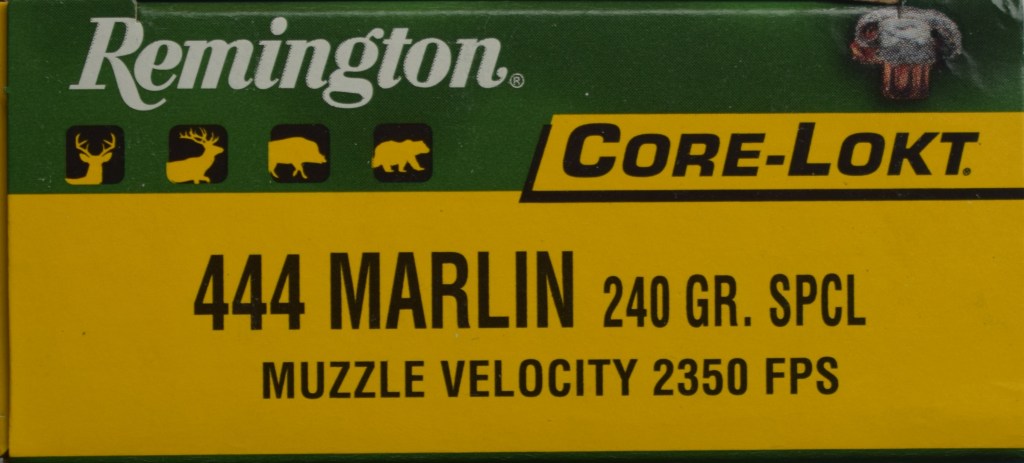 Remington®
CORE-LOKT®
444 MARLIN 240 GR. SPCL
MUZZLE VELOCITY 2350 FPS